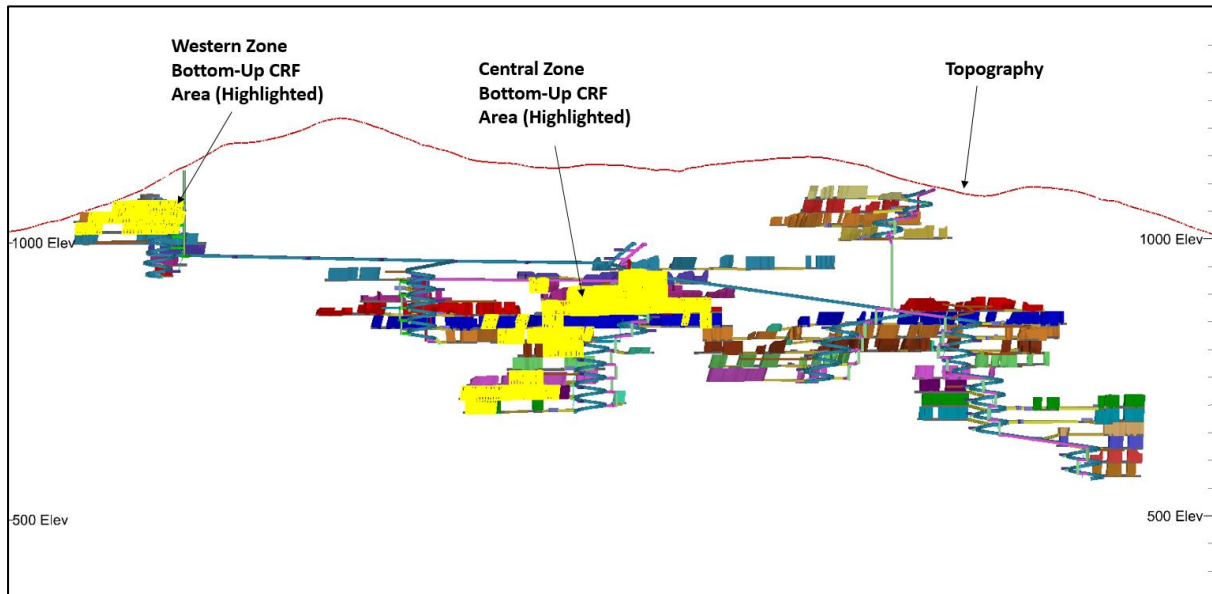 Western Zone
Bottom-Up CRF
Area (Highlighted)
Central Zone
Bottom-Up CRF
Area (Highlighted)
Topography
1000 Elev
1000 Elev
500 Elev
500 Elev